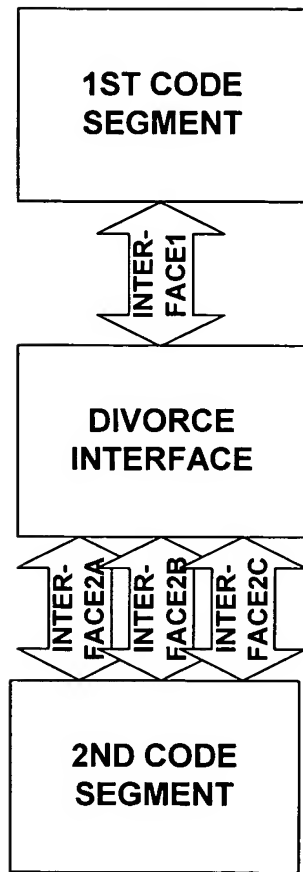 1ST CODE
SEGMENT
INTER-
FACE1
DIVORCE
INTERFACE
INTER-
FACE2A
INTER-
FACE2B
INTER-
FACE2C
2ND CODE
SEGMENT